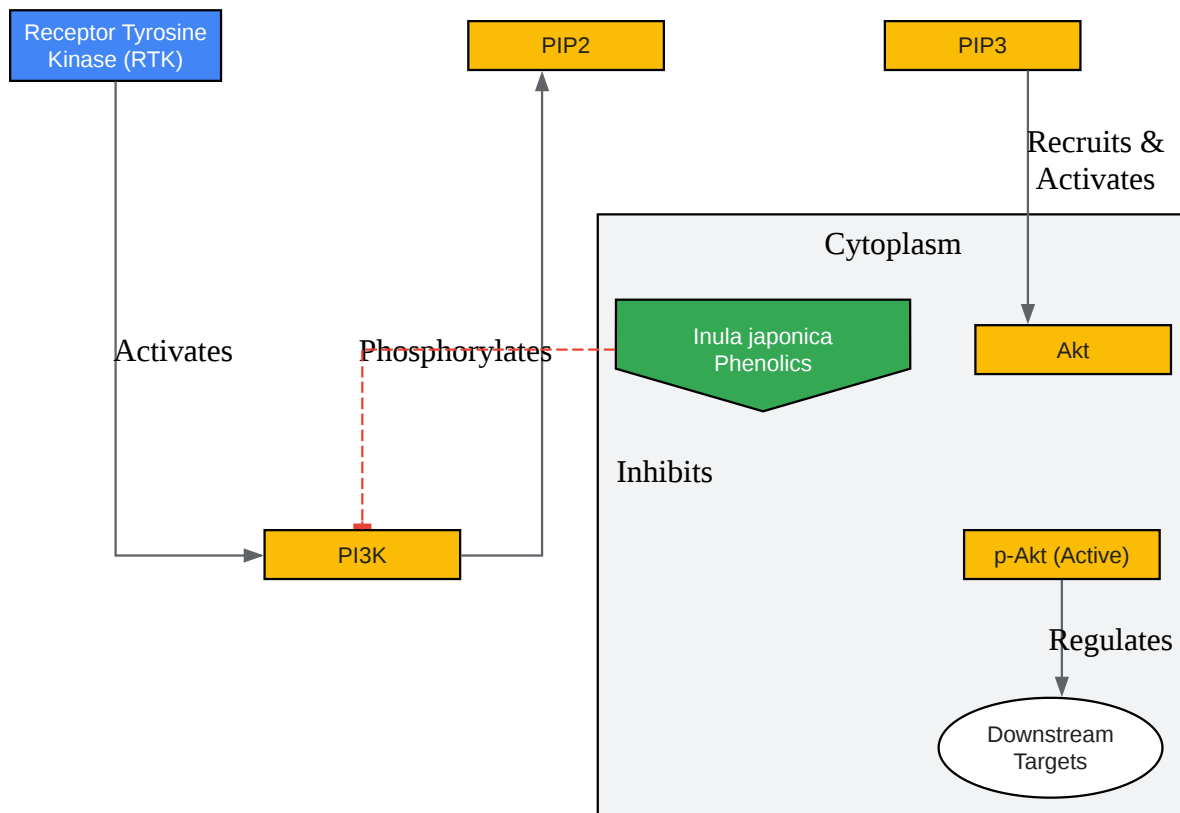 Receptor Tyrosine
Kinase (RTK)
PIP2
PIP3
Recruits &
Activates
Cytoplasm
Inula japonica
Phenolics
Akt
Activates
Phosphorylates
Inhibits
PI3K
p-Akt (Active)
Regulates
Downstream
Targets